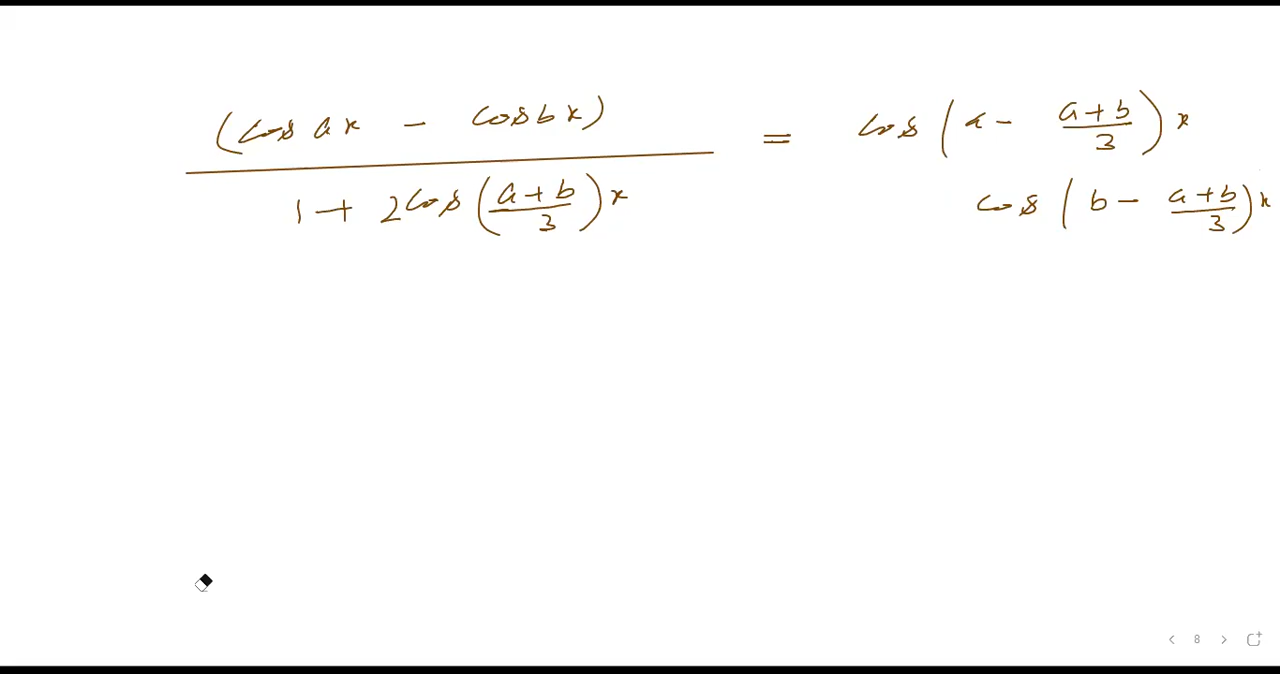 (cos ax - cos bx) / 1 + 2cos((a+b)/3)x = cos(a - (a+b)/3)x
cos(b - (a+b)/3)x
8